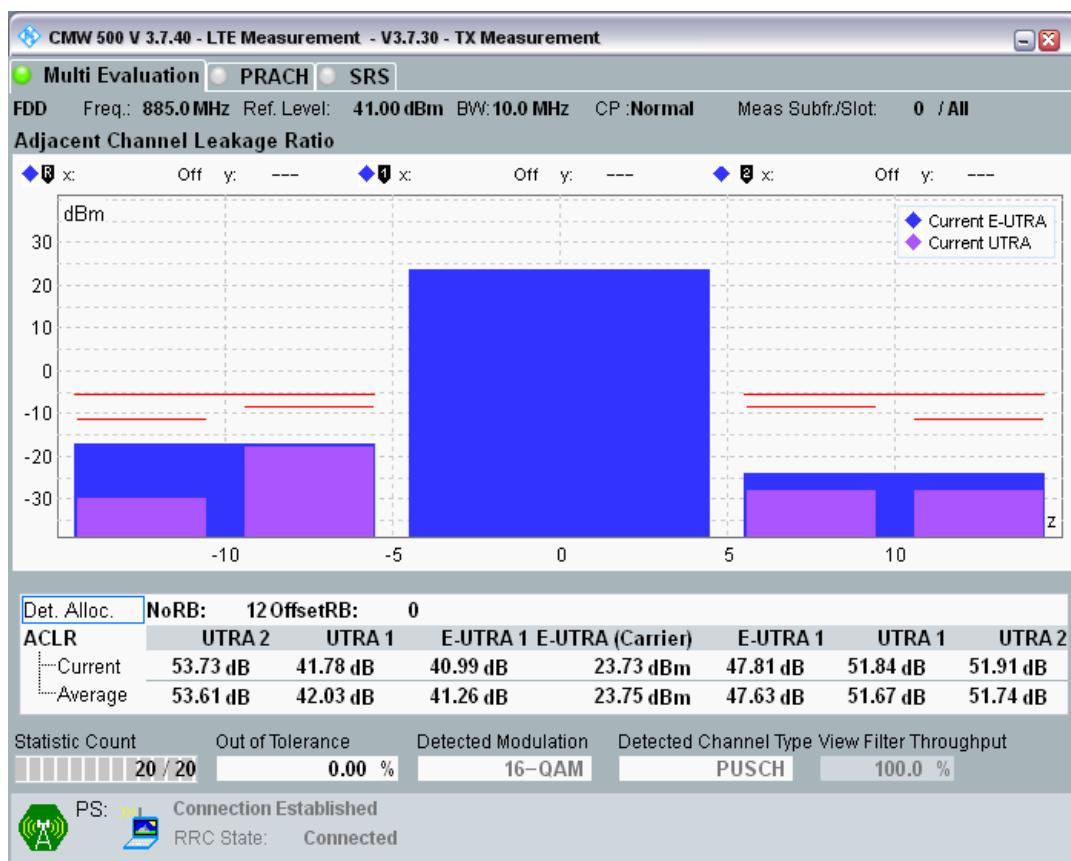 CMW 500 V 3.7.40 - LTE Measurement - V3.7.30 - TX Measurement
Multi Evaluation PRACH SRS
FDD Freq.: 885.0 MHz Ref. Level: 41.00 dBm BW: 10.0 MHz CP :Normal Meas Subfr./Slot: 0 / All
Adjacent Channel Leakage Ratio
R x: Off y: --- 1 x: Off y: --- 2 x: Off y: ---
dBm
Current E-UTRA
Current UTRA
30
20
10
0
-10
-20
-30
z
-10 -5 0 5 10
Det. Alloc. NoRB: 12 OffsetRB: 0
ACLR UTRA 2 UTRA 1 E-UTRA 1 E-UTRA (Carrier) E-UTRA 1 UTRA 1 UTRA 2
Current 53.73 dB 41.78 dB 40.99 dB 23.73 dBm 47.81 dB 51.84 dB 51.91 dB
Average 53.61 dB 42.03 dB 41.26 dB 23.75 dBm 47.63 dB 51.67 dB 51.74 dB
Statistic Count Out of Tolerance Detected Modulation Detected Channel Type View Filter Throughput
20 / 20 0.00 % 16-QAM PUSCH 100.0 %
PS: Connection Established
RRC State: Connected